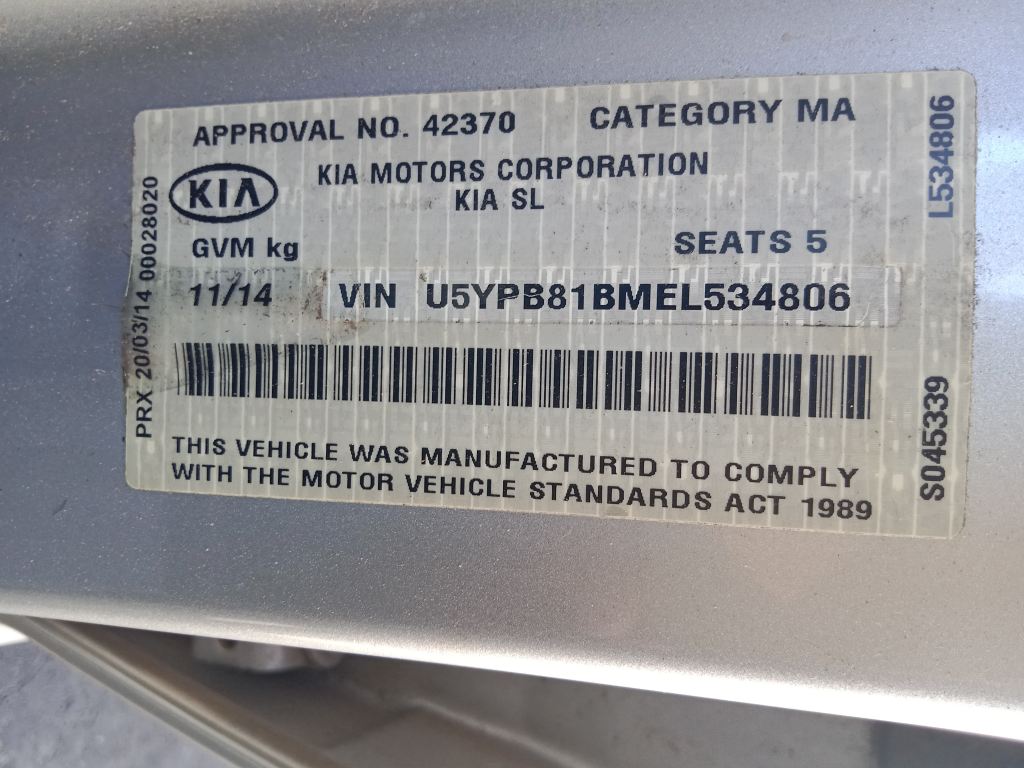 APPROVAL NO. 42370
CATEGORY MA
KIA
KIA MOTORS CORPORATION
KIA SL
GVM kg
SEATS 5
11/14
VIN U5YPB81BMEL534806
THIS VEHICLE WAS MANUFACTURED TO COMPLY
WITH THE MOTOR VEHICLE STANDARDS ACT 1989
PRX 20/03/14 00028020
L534806
S045339